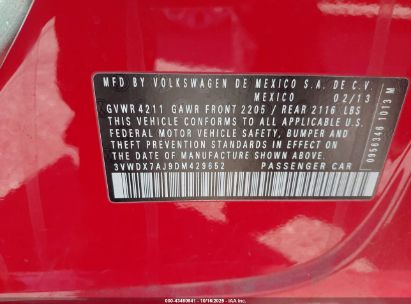 MFD BY VOLKSWAGEN DE MEXICO S.A. DE C.V.
MEXICO 02/13
GVWR 4211 GAWR FRONT 2205 / REAR 2116 LBS
THIS VEHICLE CONFORMS TO ALL APPLICABLE U.S.
FEDERAL MOTOR VEHICLE SAFETY, BUMPER, AND
THEFT PREVENTION STANDARDS IN EFFECT ON THE
DATE OF MANUFACTURE SHOWN ABOVE.
3VWDX7AJ9DM429652 PASSENGER CAR
0956346 1013 M